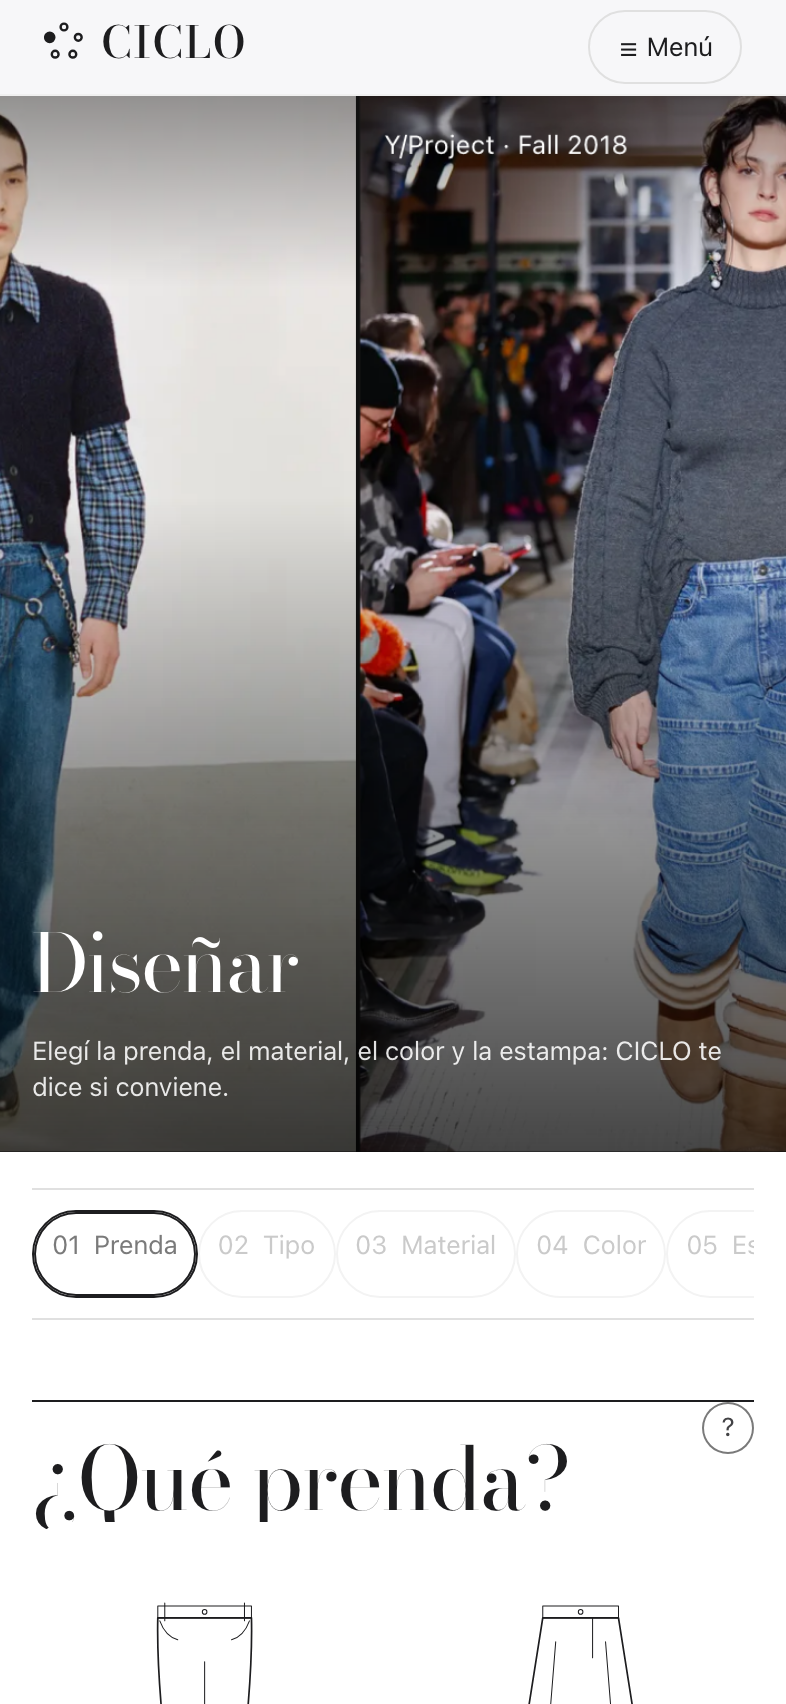 CICLO
≡ Menú
Y/Project · Fall 2018
Diseñar
Elegí la prenda, el material, el color y la estampa: CICLO te
dice si conviene.
01 Prenda
02 Tipo
03 Material
04 Color
05 Es
?
¿Qué prenda?